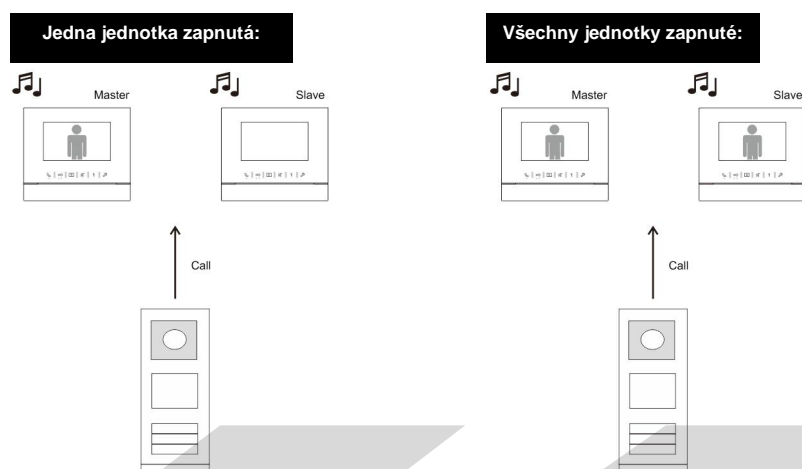 Jedna jednotka zapnutá:
Master
Slave
Call
Všechny jednotky zapnuté:
Master
Slave
Call